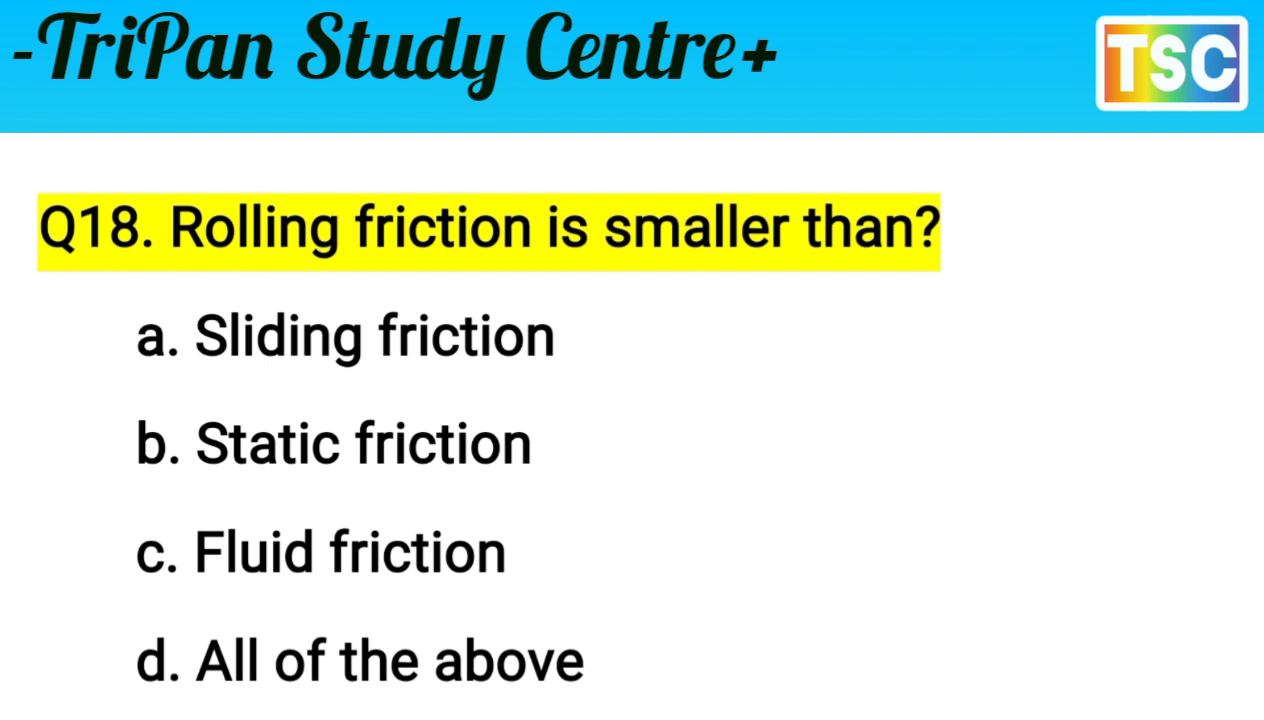 -TriPan Study Centre+
TSC
Q18. Rolling friction is smaller than?
a. Sliding friction
b. Static friction
c. Fluid friction
d. All of the above